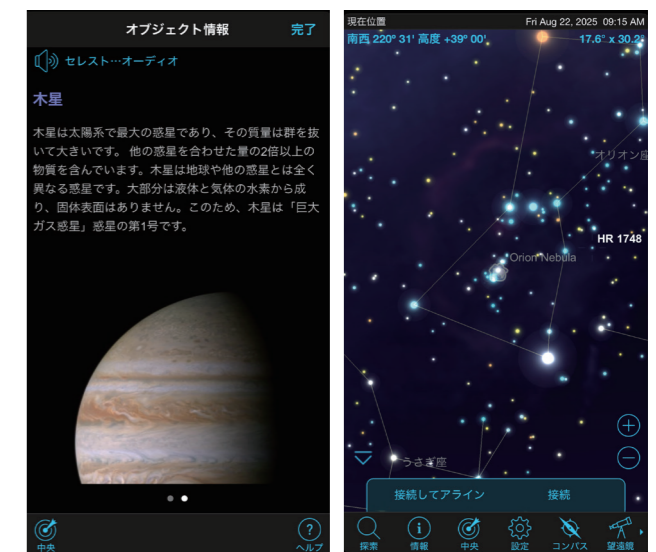 オブジェクト情報
完了
セレスト…オーディオ
木星
木星は太陽系で最大の惑星であり、その質量は群を抜
いて大きいです。 他の惑星を合わせた量の2倍以上の
物質を含んでいます。木星は地球や他の惑星とは全く
異なる惑星です。大部分は液体と気体の水素から成
り、固体表面はありません。このため、木星は「巨大
ガス惑星」惑星の第1号です。
中央
ヘルプ
現在位置
Fri Aug 22, 2025 09:15 AM
南西 220° 31' 高度 +39° 00'
17.6° x 30.2°
オリオン座
HR 1748
Orion Nebula
うさぎ座
接続してアライン
接続
探索
情報
中央
設定
コンパス
望遠鏡